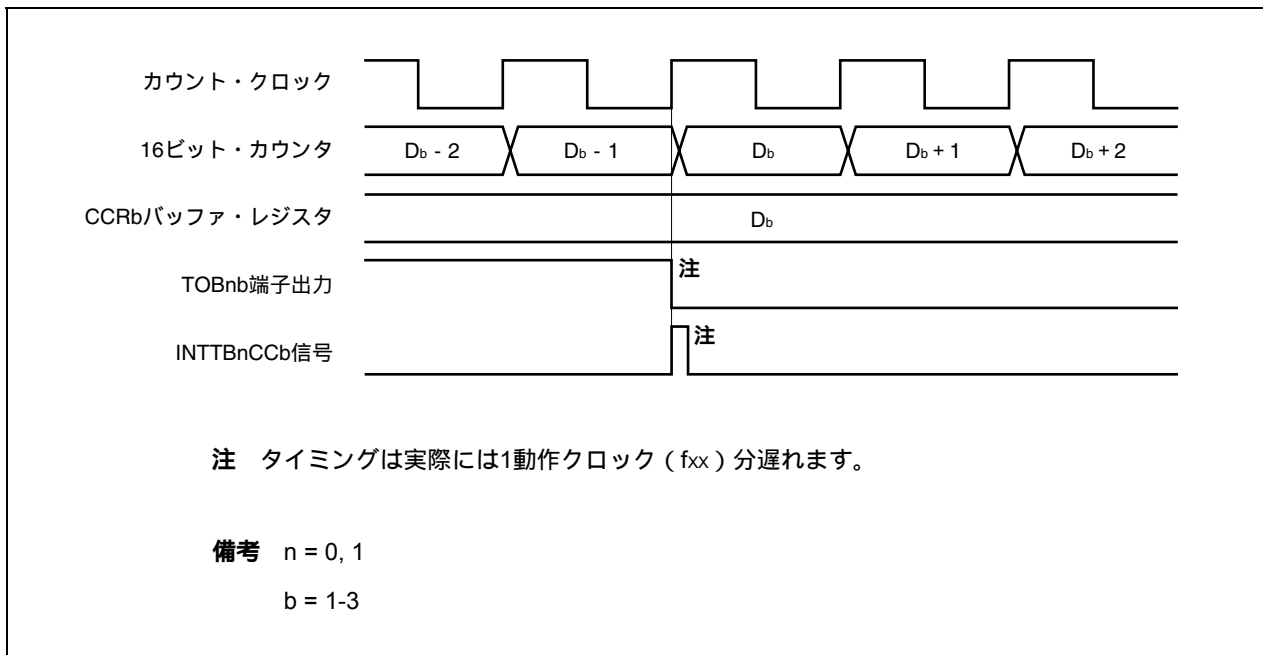 カウント・クロック
16ビット・カウンタ
Db - 2
Db - 1
Db
Db + 1
Db + 2
CCRbバッファ・レジスタ
Db
TOBnb端子出力
注
INTTBnCCb信号
注
注 タイミングは実際には1動作クロック（fxx）分遅れます。
備考 n = 0, 1
b = 1-3